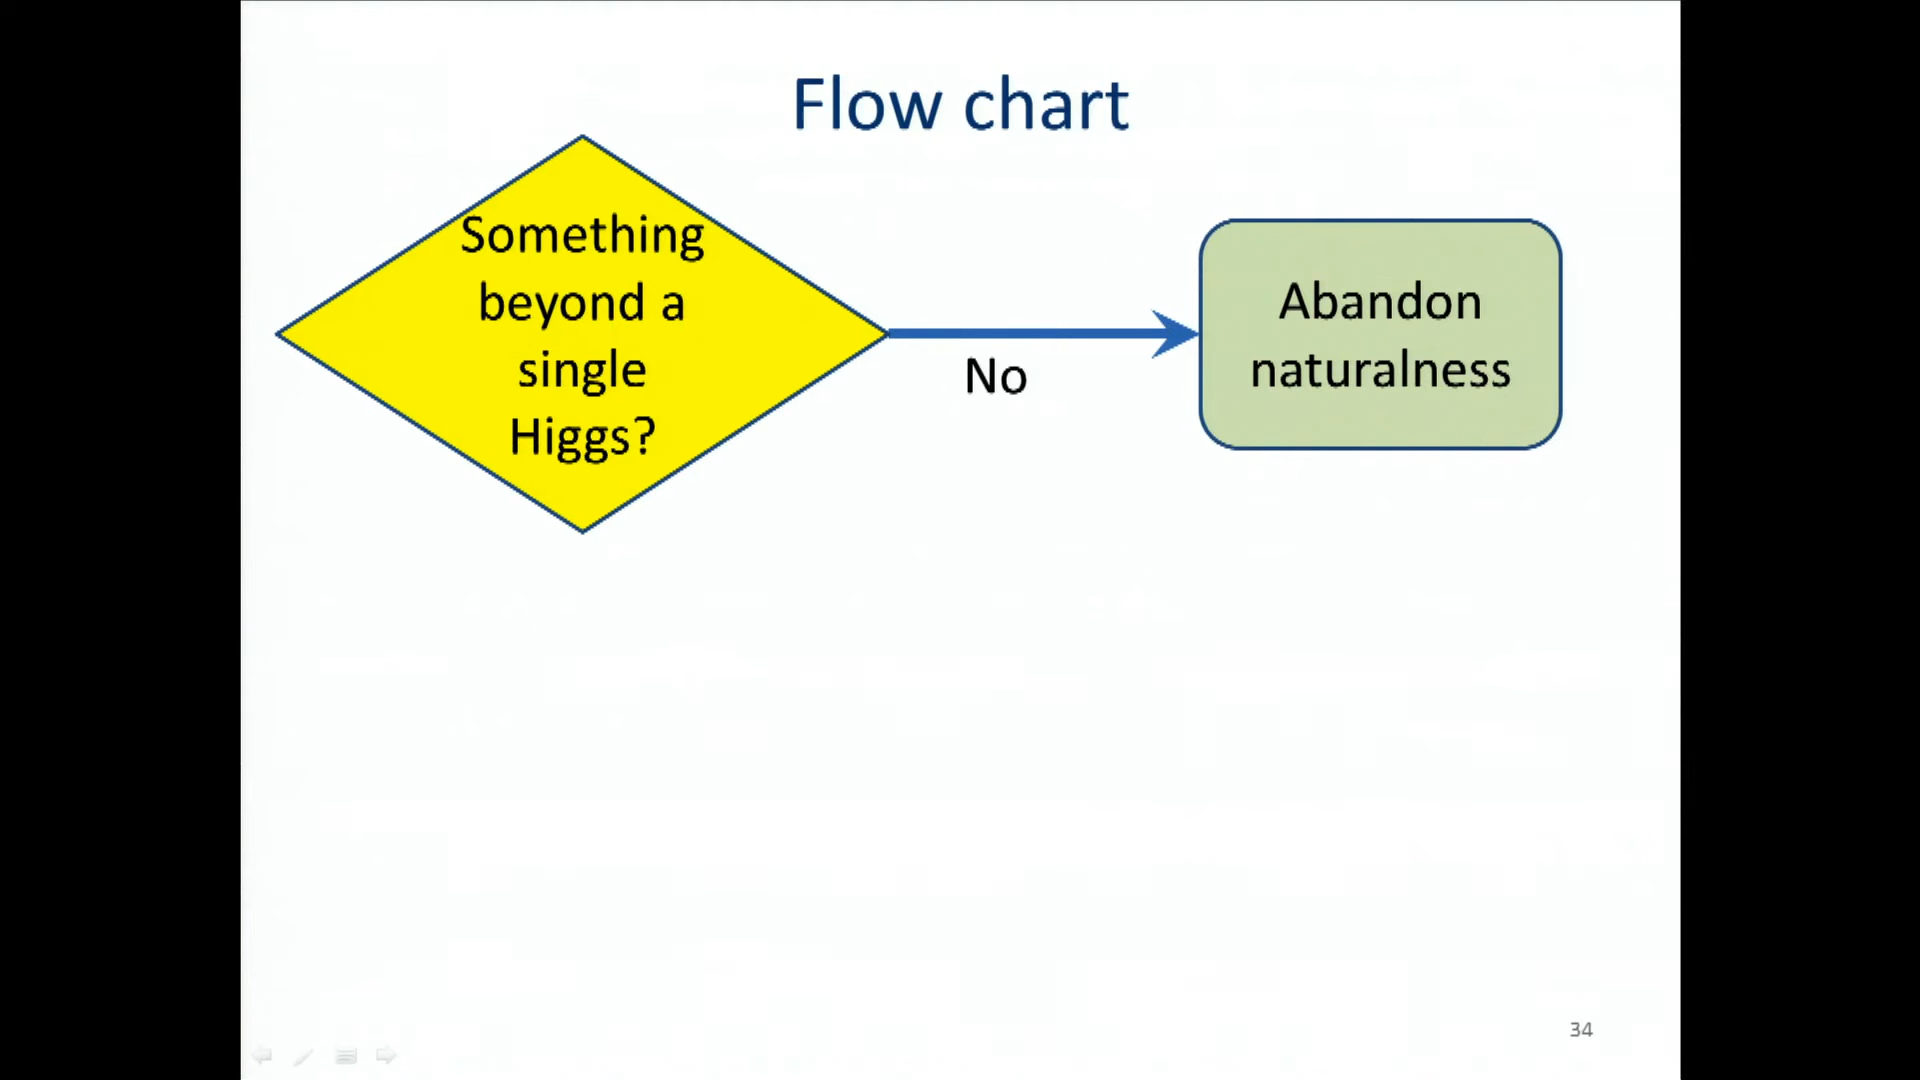 Flow chart
Something
beyond a
single
Higgs?
No
Abandon
naturalness
34